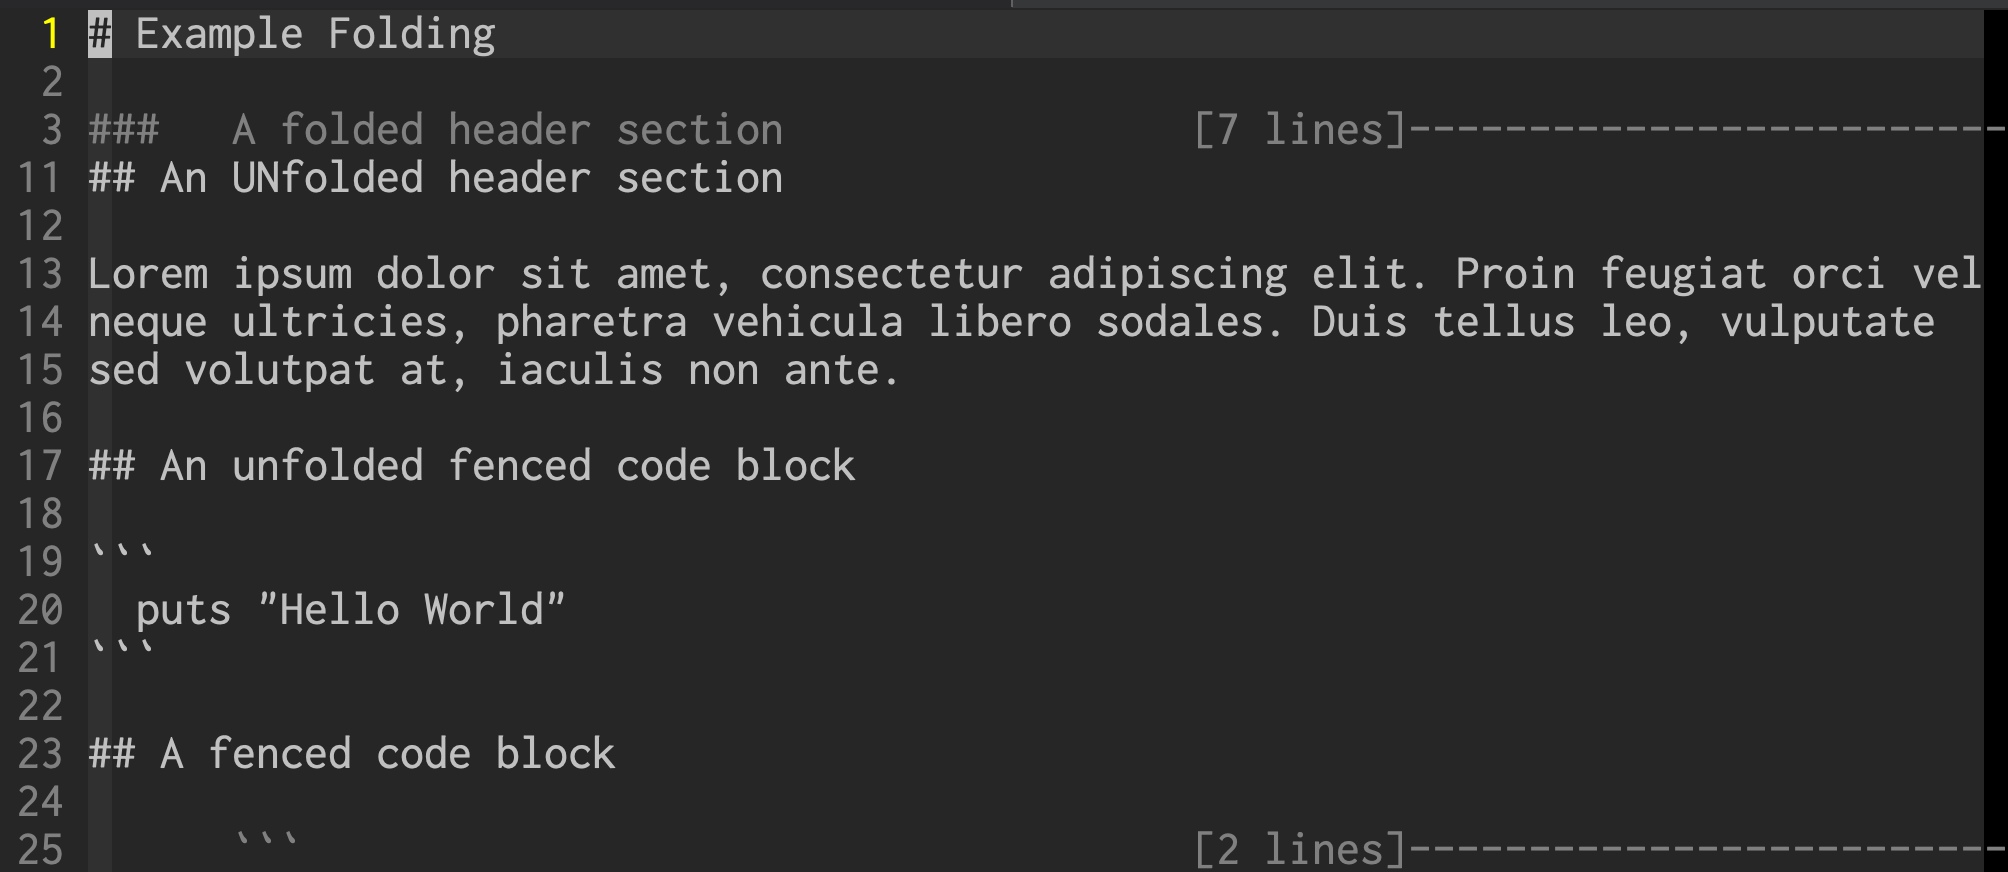 1 # Example Folding
2
3 ###   A folded header section                 [7 lines]-------------------------
11 ## An UNfolded header section
12
13 Lorem ipsum dolor sit amet, consectetur adipiscing elit. Proin feugiat orci vel
14 neque ultricies, pharetra vehicula libero sodales. Duis tellus leo, vulputate
15 sed volutpat at, iaculis non ante.
16
17 ## An unfolded fenced code block
18
19 ```
20   puts "Hello World"
21 ```
22
23 ## A fenced code block
24
25       ```                                     [2 lines]-------------------------